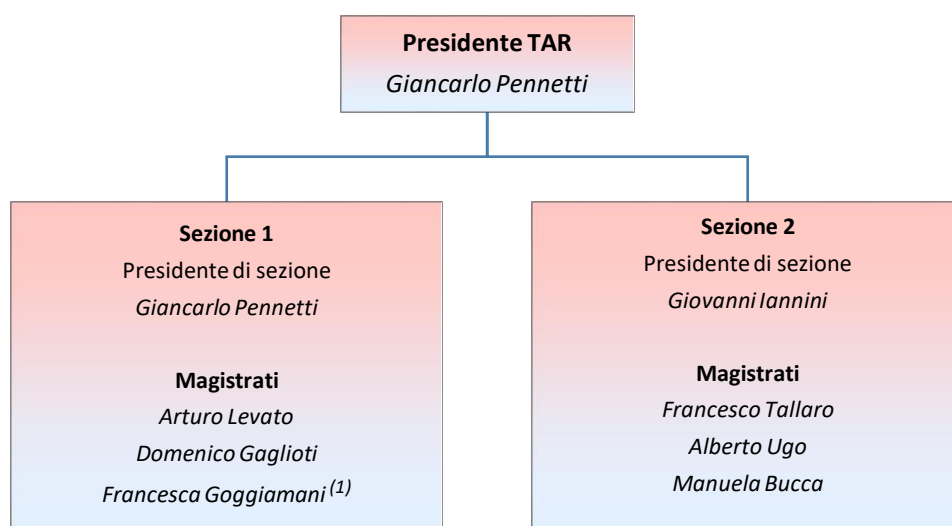 Presidente TAR
Giancarlo Pennetti
Sezione 1
Presidente di sezione
Giancarlo Pennetti
Magistrati
Arturo Levato
Domenico Gaglioti
Francesca Goggiamani (1)
Sezione 2
Presidente di sezione
Giovanni Iannini
Magistrati
Francesco Tallaro
Alberto Ugo
Manuela Bucca